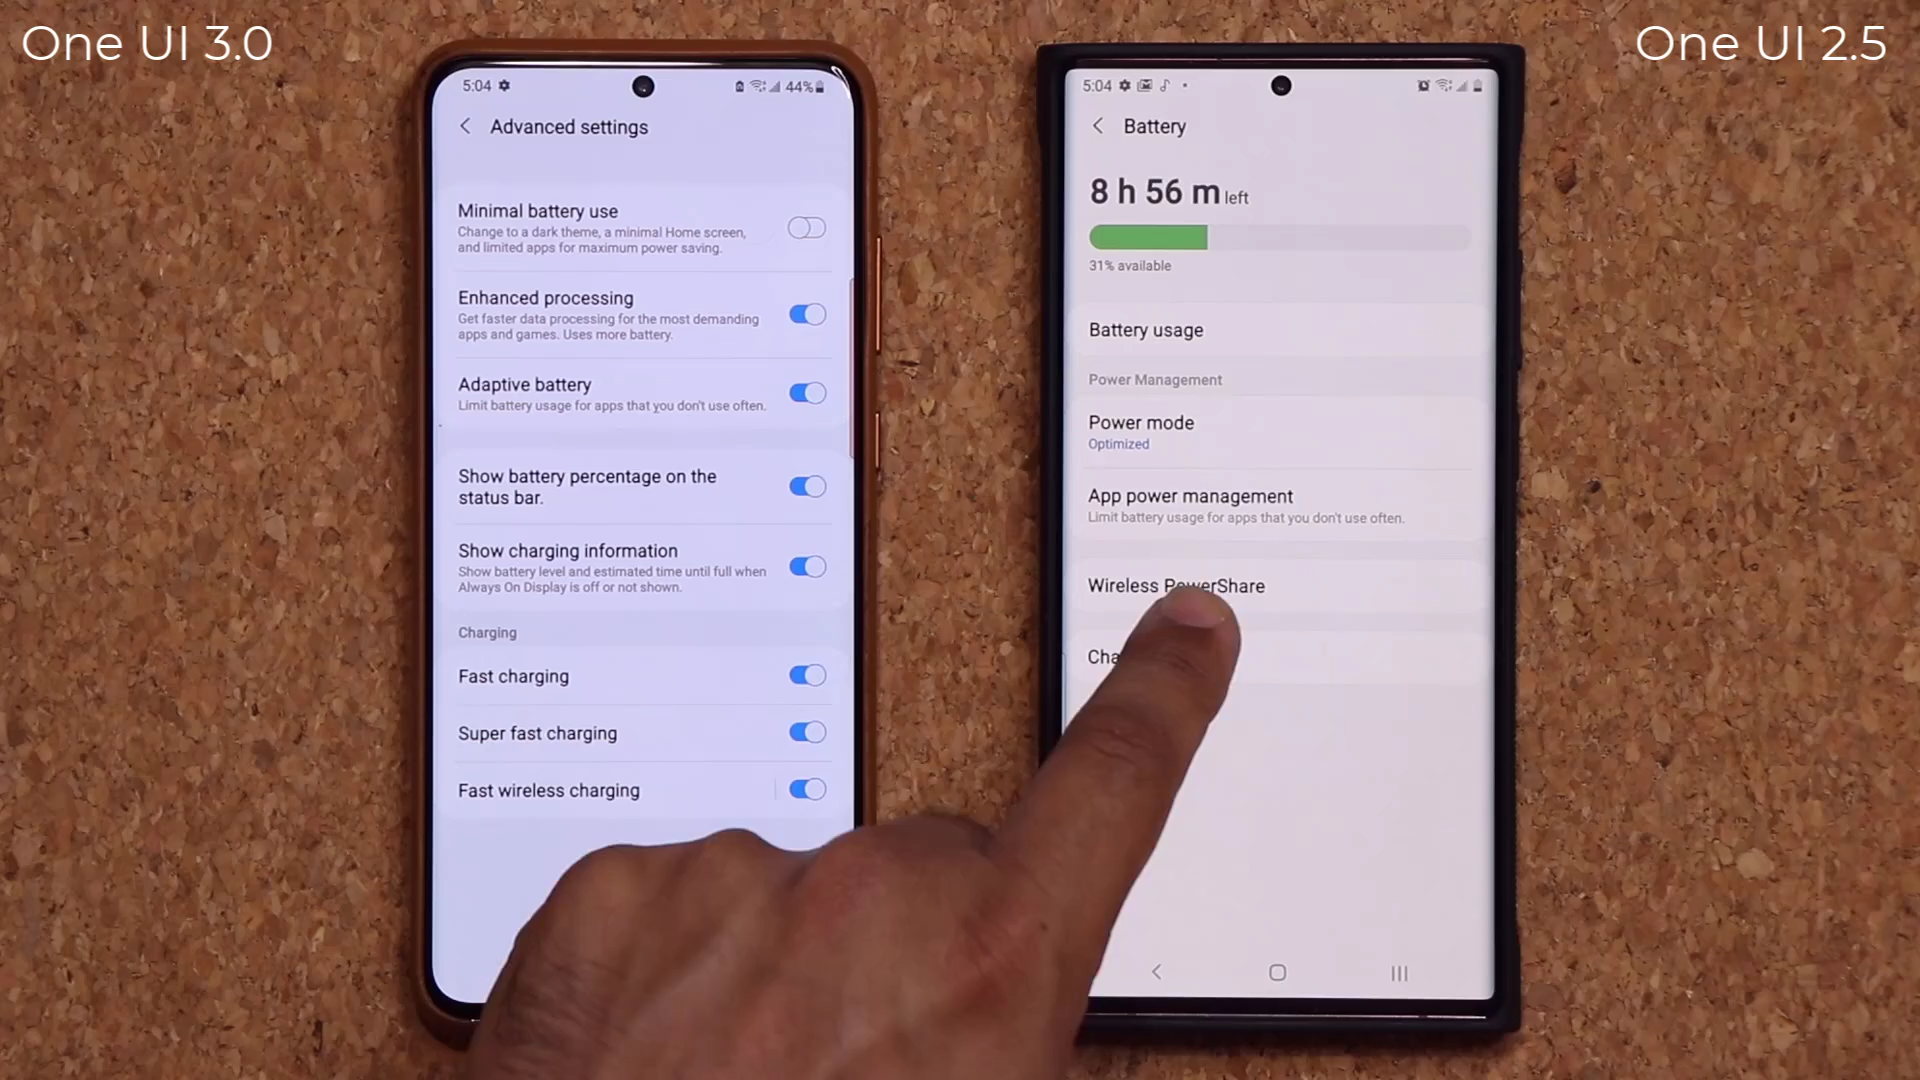 One UI 3.0
One UI 2.5
5:04
44%
Advanced settings
Minimal battery use
Change to a dark theme, a minimal Home screen,
and limited apps for maximum power saving.
Enhanced processing
Get faster data processing for the most demanding
apps and games. Uses more battery.
Adaptive battery
Limit battery usage for apps that you don't use often.
Show battery percentage on the
status bar.
Show charging information
Show battery level and estimated time until full when
Always On Display is off or not shown.
Charging
Fast charging
Super fast charging
Fast wireless charging
5:04
Battery
8 h 56 m left
31% available
Battery usage
Power Management
Power mode
Optimized
App power management
Limit battery usage for apps that you don't use often.
Wireless PowerShare